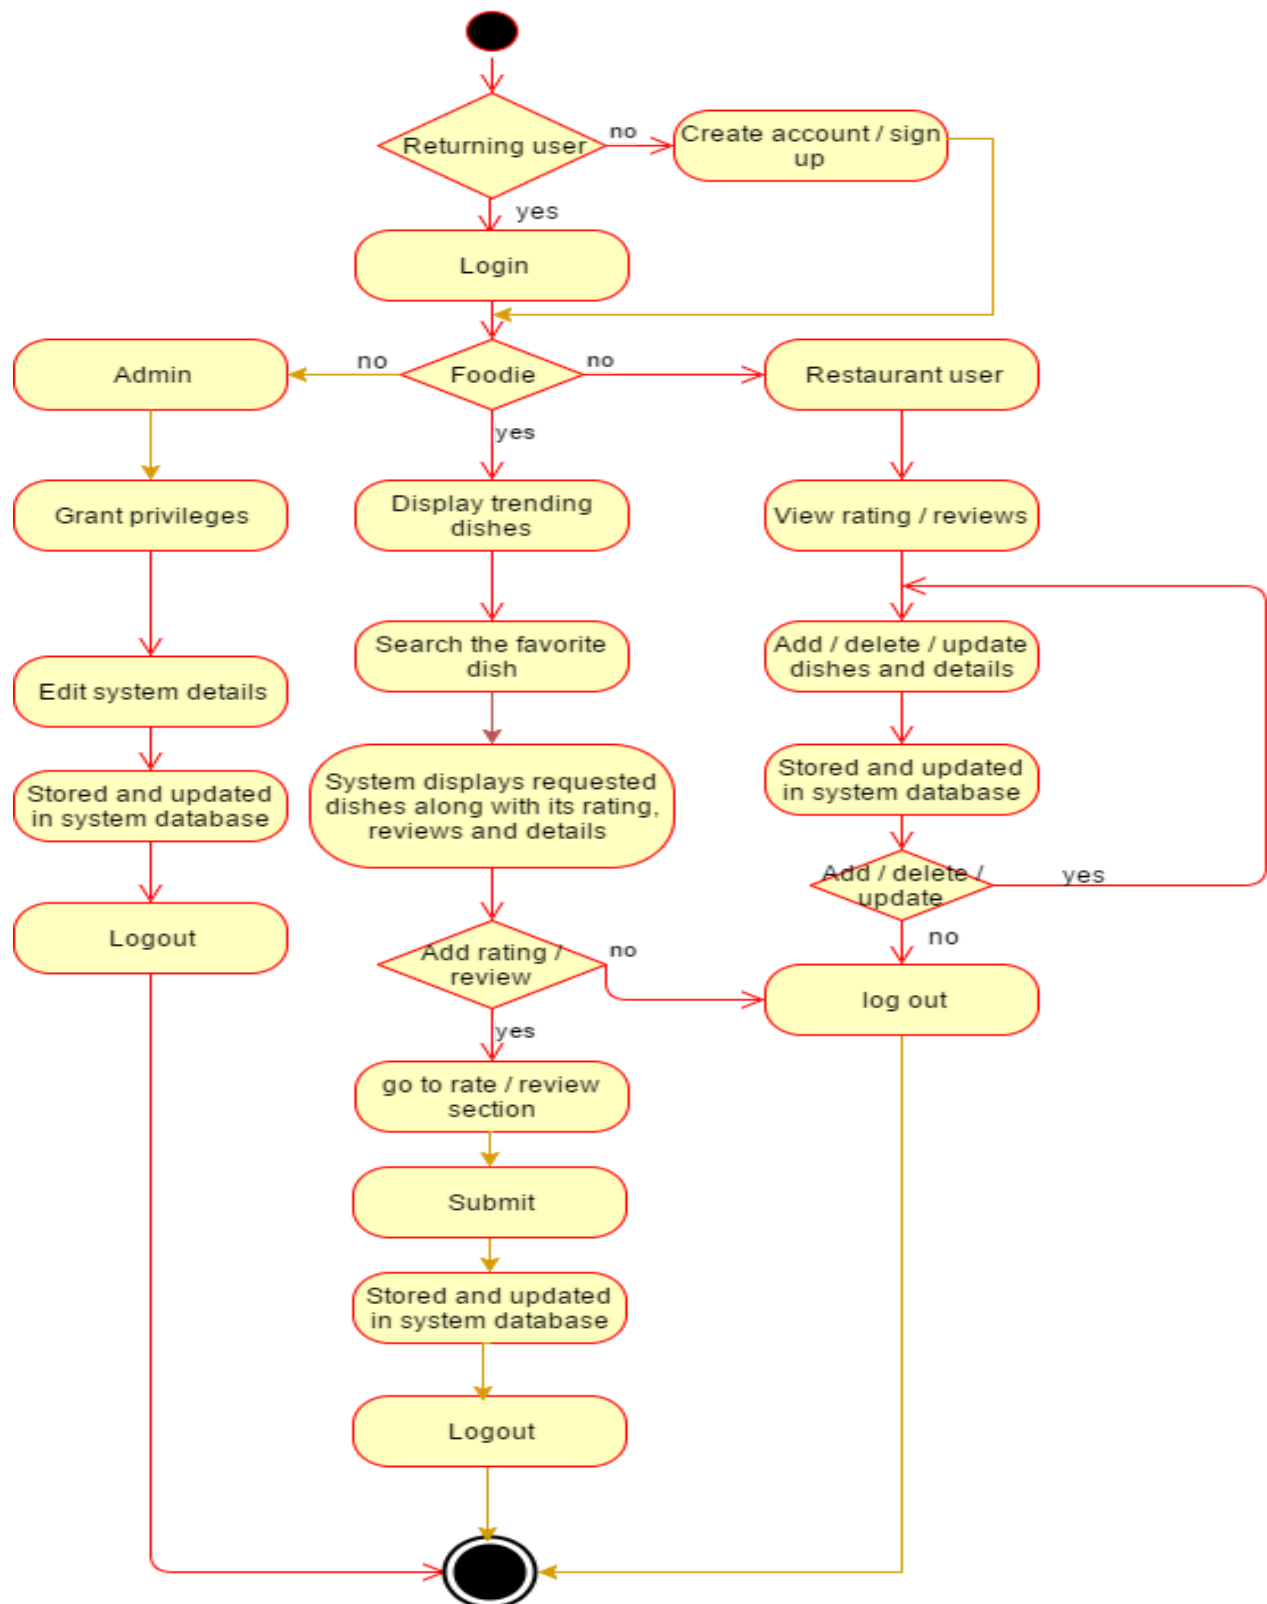 Returning user
no
Create account / sign
up
yes
Login
Admin
no
Foodie
no
Restaurant user
yes
Grant privileges
Display trending
dishes
View rating / reviews
Search the favorite
dish
Add / delete / update
dishes and details
Edit system details
Stored and updated
in system database
System displays requested
dishes along with its rating,
reviews and details
Stored and updated
in system database
Add / delete /
update
yes
no
Logout
Add rating /
review
no
log out
yes
go to rate / review
section
Submit
Stored and updated
in system database
Logout